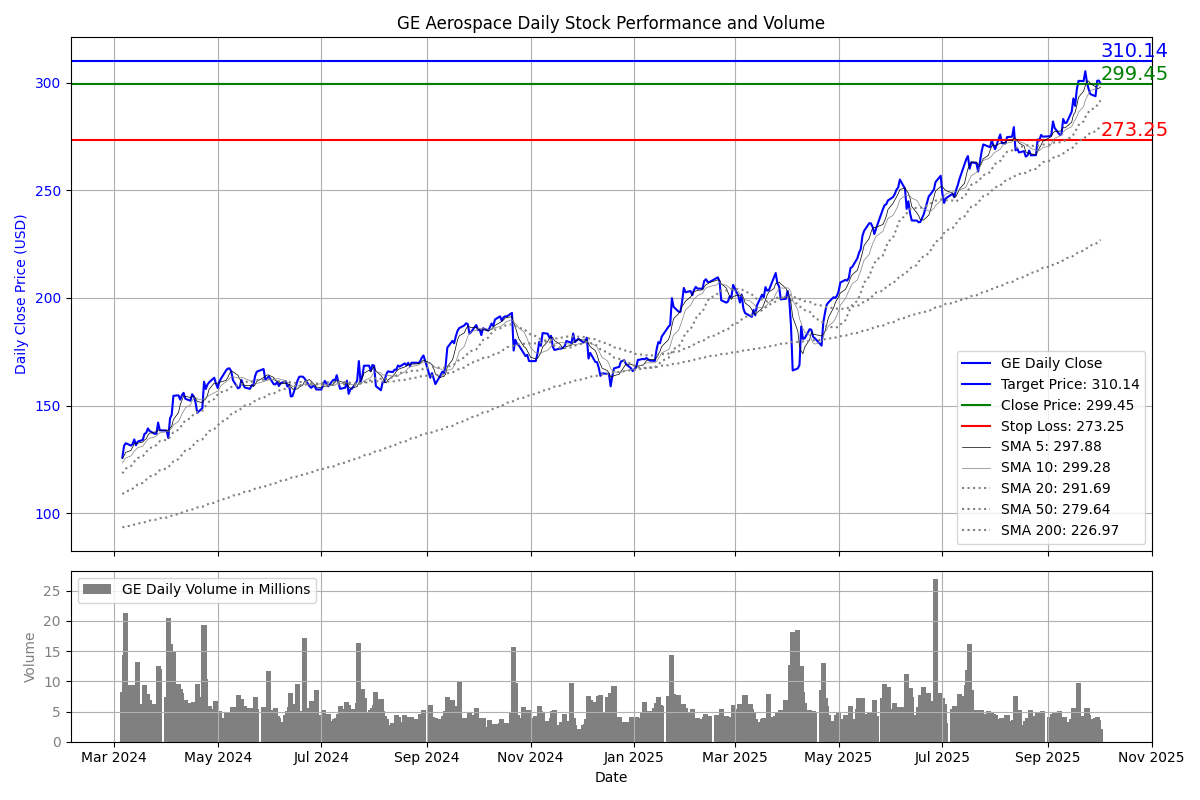 GE Aerospace Daily Stock Performance and Volume
310.14
299.45
273.25
300
250
200
150
100
Daily Close Price (USD)
GE Daily Close
Target Price: 310.14
Close Price: 299.45
Stop Loss: 273.25
SMA 5: 297.88
SMA 10: 299.28
SMA 20: 291.69
SMA 50: 279.64
SMA 200: 226.97
GE Daily Volume in Millions
25
20
15
10
5
0
Volume
Mar 2024 May 2024 Jul 2024 Sep 2024 Nov 2024 Jan 2025 Mar 2025 May 2025 Jul 2025 Sep 2025 Nov 2025
Date